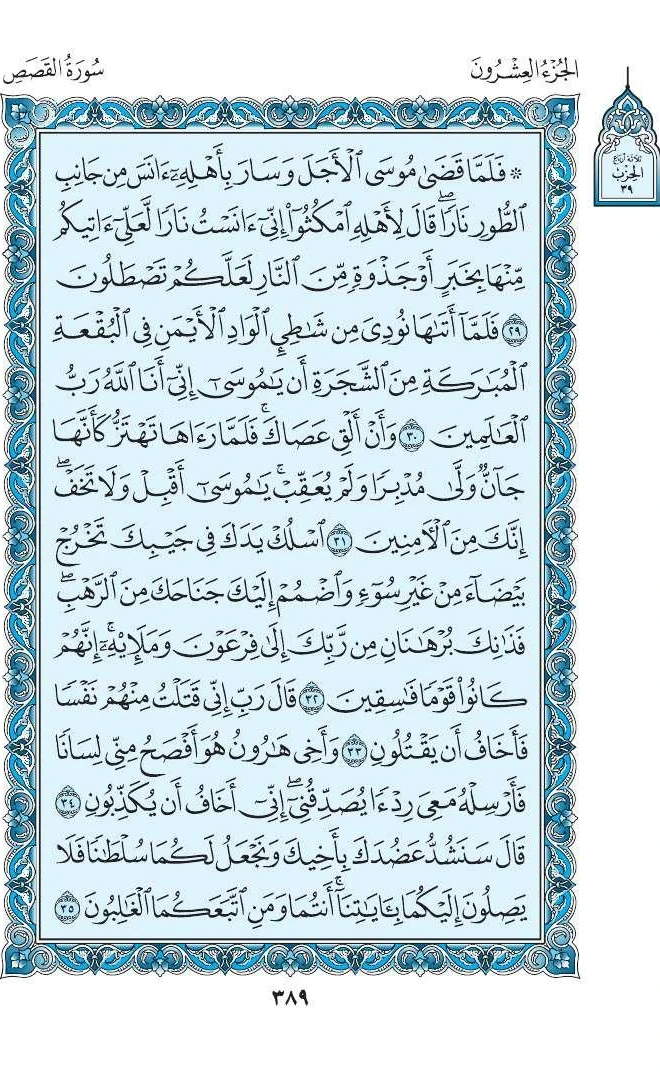 الجُزْءُ العِشْرُونَ
سُورَةُ القَصَصِ
ثلاثة أرباع
الحِزْب
٣٩
۞ فَلَمَّا قَضَىٰ مُوسَى ٱلْأَجَلَ وَسَارَ بِأَهْلِهِۦٓ ءَانَسَ مِن جَانِبِ
ٱلطُّورِ نَارًاۖ قَالَ لِأَهْلِهِ ٱمْكُثُوٓا۟ إِنِّىٓ ءَانَسْتُ نَارًا لَّعَلِّىٓ ءَاتِيكُم
مِّنْهَا بِخَبَرٍ أَوْ جَذْوَةٍ مِّنَ ٱلنَّارِ لَعَلَّكُمْ تَصْطَلُونَ
٢٩ فَلَمَّآ أَتَىٰهَا نُودِىَ مِن شَٰطِئِ ٱلْوَادِ ٱلْأَيْمَنِ فِى ٱلْبُقْعَةِ
ٱلْمُبَٰرَكَةِ مِنَ ٱلشَّجَرَةِ أَن يَٰمُوسَىٰٓ إِنِّىٓ أَنَا ٱللَّهُ رَبُّ
ٱلْعَٰلَمِينَ ٣٠ وَأَنْ أَلْقِ عَصَاكَۚ فَلَمَّا رَءَاهَا تَهْتَزُّ كَأَنَّهَا
جَآنٌّ وَلَّىٰ مُدْبِرًا وَلَمْ يُعَقِّبْۚ يَٰمُوسَىٰٓ أَقْبِلْ وَلَا تَخَفْۖ
إِنَّكَ مِنَ ٱلْءَامِنِينَ ٣١ ٱسْلُكْ يَدَكَ فِى جَيْبِكَ تَخْرُجْ
بَيْضَآءَ مِنْ غَيْرِ سُوٓءٍ وَٱضْمُمْ إِلَيْكَ جَنَاحَكَ مِنَ ٱلرَّهْبِۖ
فَذَٰنِكَ بُرْهَٰنَانِ مِن رَّبِّكَ إِلَىٰ فِرْعَوْنَ وَمَلَإِي۟هِۦٓۚ إِنَّهُمْ
كَانُوا۟ قَوْمًا فَٰسِقِينَ ٣٢ قَالَ رَبِّ إِنِّى قَتَلْتُ مِنْهُمْ نَفْسًا
فَأَخَافُ أَن يَقْتُلُونِ ٣٣ وَأَخِى هَٰرُونُ هُوَ أَفْصَحُ مِنِّى لِسَانًا
فَأَرْسِلْهُ مَعِىَ رِدْءًا يُصَدِّقُنِىٓۖ إِنِّىٓ أَخَافُ أَن يُكَذِّبُونِ ٣٤
قَالَ سَنَشُدُّ عَضُدَكَ بِأَخِيكَ وَنَجْعَلُ لَكُمَا سُلْطَٰنًا فَلَا
يَصِلُونَ إِلَيْكُمَا بِـَٔايَٰتِنَآۚ أَنتُمَا وَمَنِ ٱتَّبَعَكُمَا ٱلْغَٰلِبُونَ ٣٥
٣٨٩